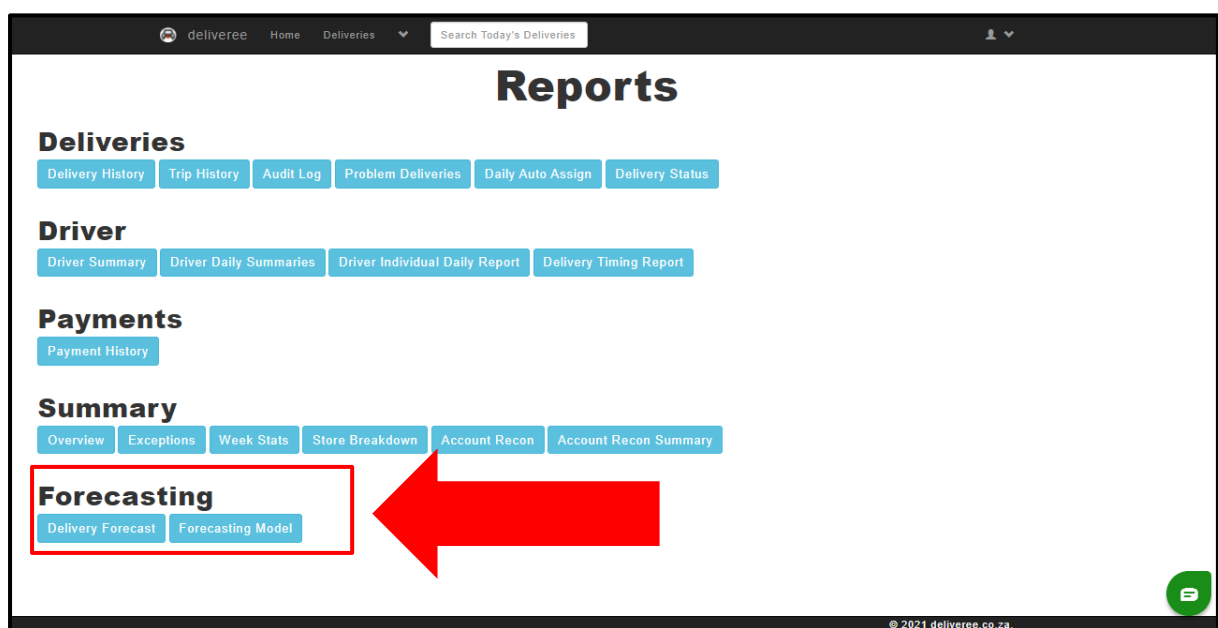 deliveree Home Deliveries Search Today's Deliveries
Reports
Deliveries
Delivery History Trip History Audit Log Problem Deliveries Daily Auto Assign Delivery Status
Driver
Driver Summary Driver Daily Summaries Driver Individual Daily Report Delivery Timing Report
Payments
Payment History
Summary
Overview Exceptions Week Stats Store Breakdown Account Recon Account Recon Summary
Forecasting
Delivery Forecast Forecasting Model
© 2021 deliveree.co.za.